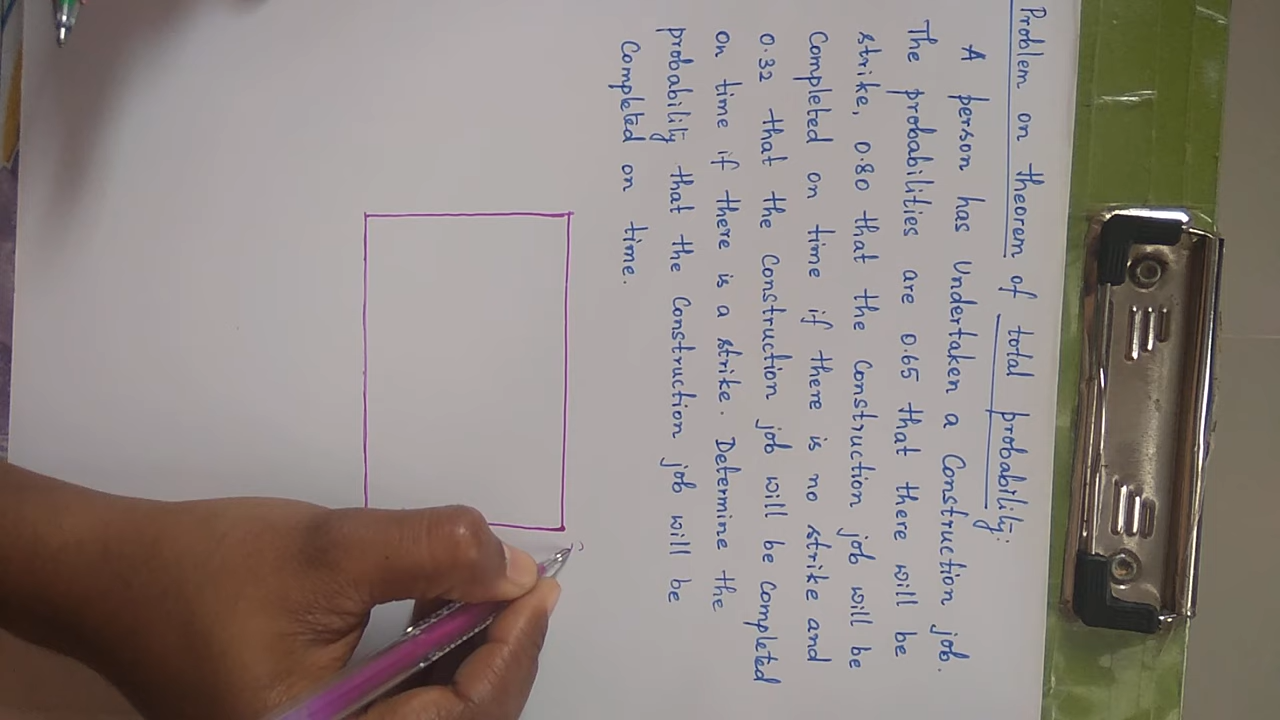 Problem on theorem of total probability:
A person has Undertaken a Construction job.
The probabilities are 0.65 that there will be
strike, 0.80 that the Construction job will be
Completed on time if there is no strike and
0.32 that the Construction job will be Completed
on time if there is a strike. Determine the
probability that the Construction job will be
Completed on time.